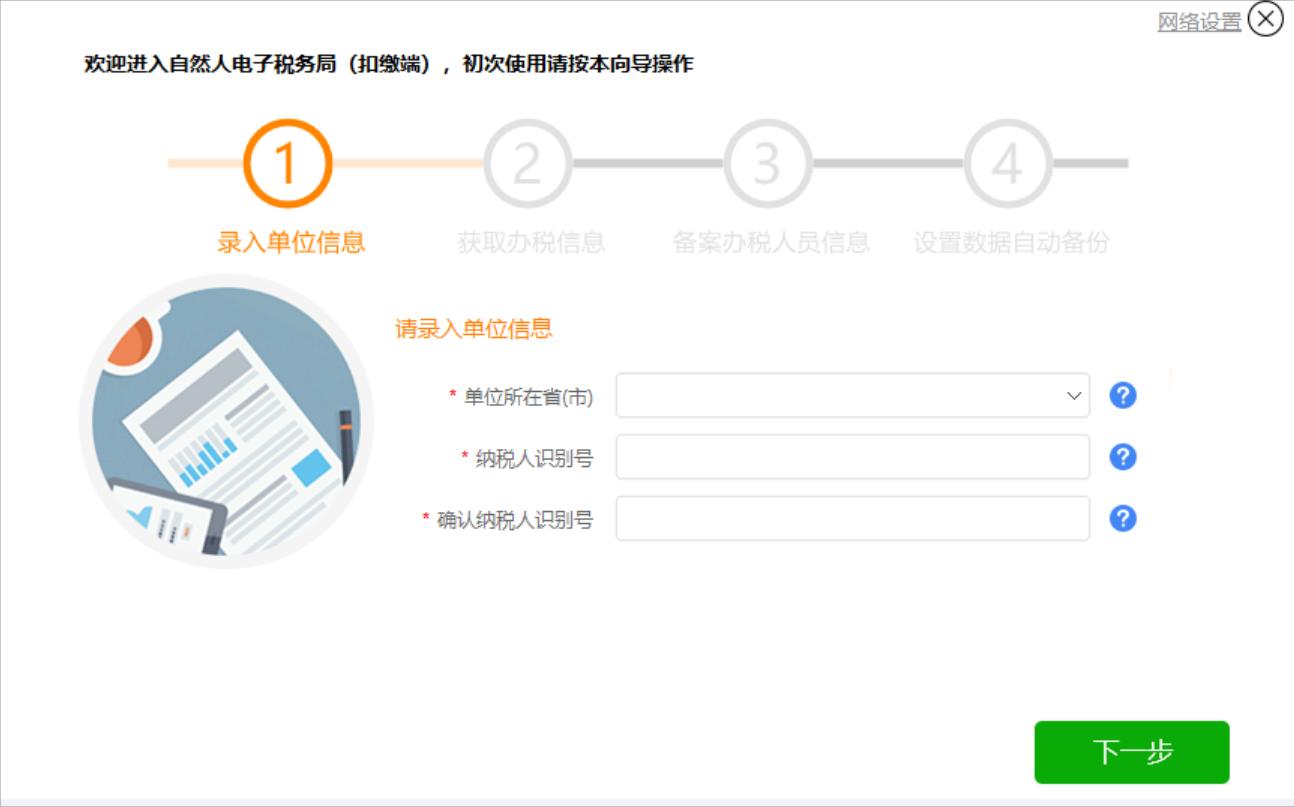 网络设置
欢迎进入自然人电子税务局（扣缴端），初次使用请按本向导操作
1 2 3 4
录入单位信息 获取办税信息 备案办税人员信息 设置数据自动备份
请录入单位信息
* 单位所在省(市) ?
* 纳税人识别号 ?
* 确认纳税人识别号 ?
下一步